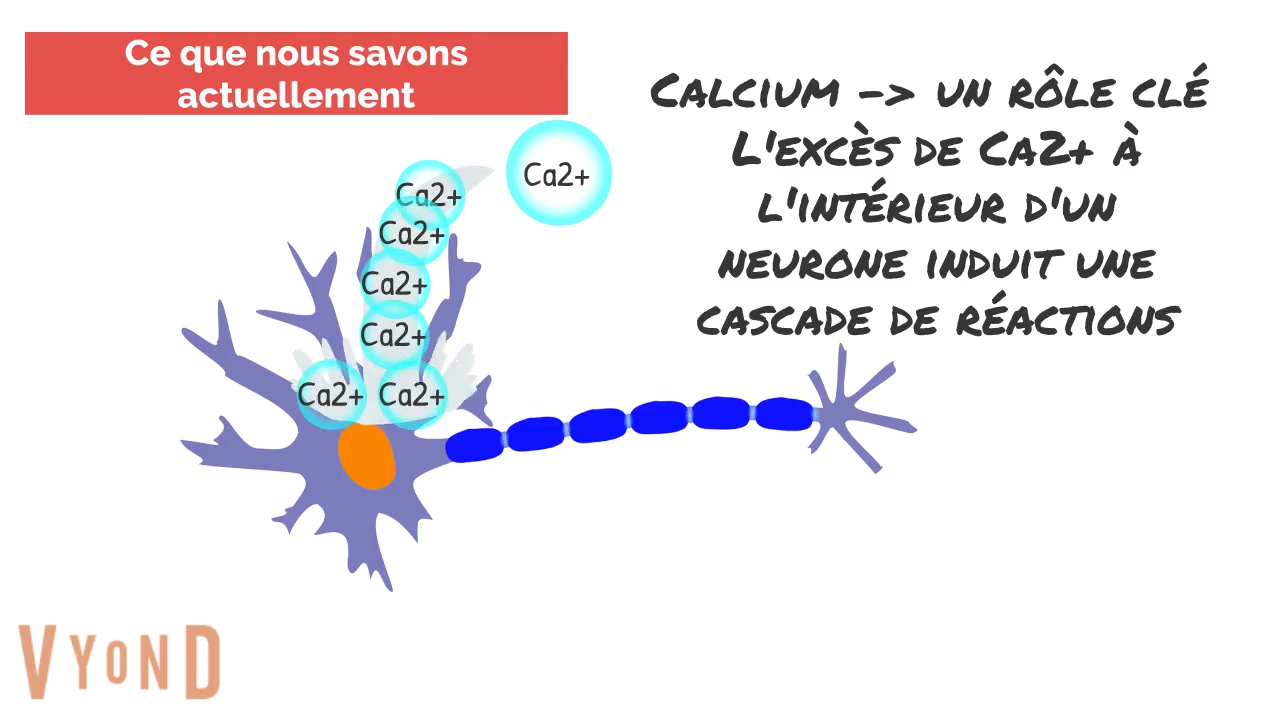 Ce que nous savons
actuellement
Calcium -> un rôle clé
L'excès de Ca2+ à
l'intérieur d'un
neurone induit une
cascade de réactions
Ca2+
Ca2+
Ca2+
Ca2+
Ca2+
Ca2+ Ca2+
VYOND